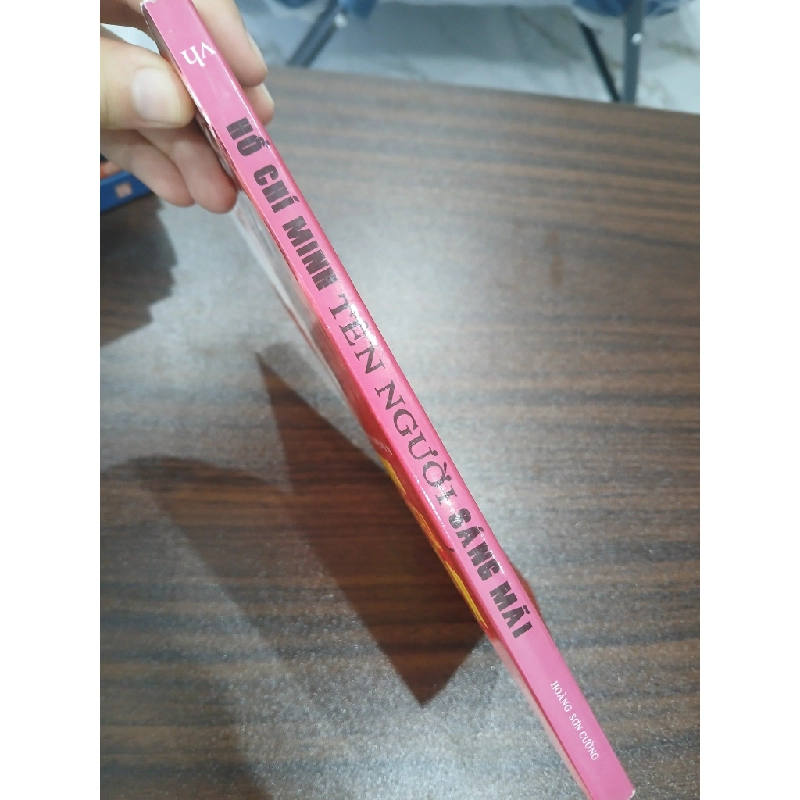 vh
HỒ CHÍ MINH TÊN NGƯỜI SÁNG MÃI
HOÀNG SƠN CƯỜNG